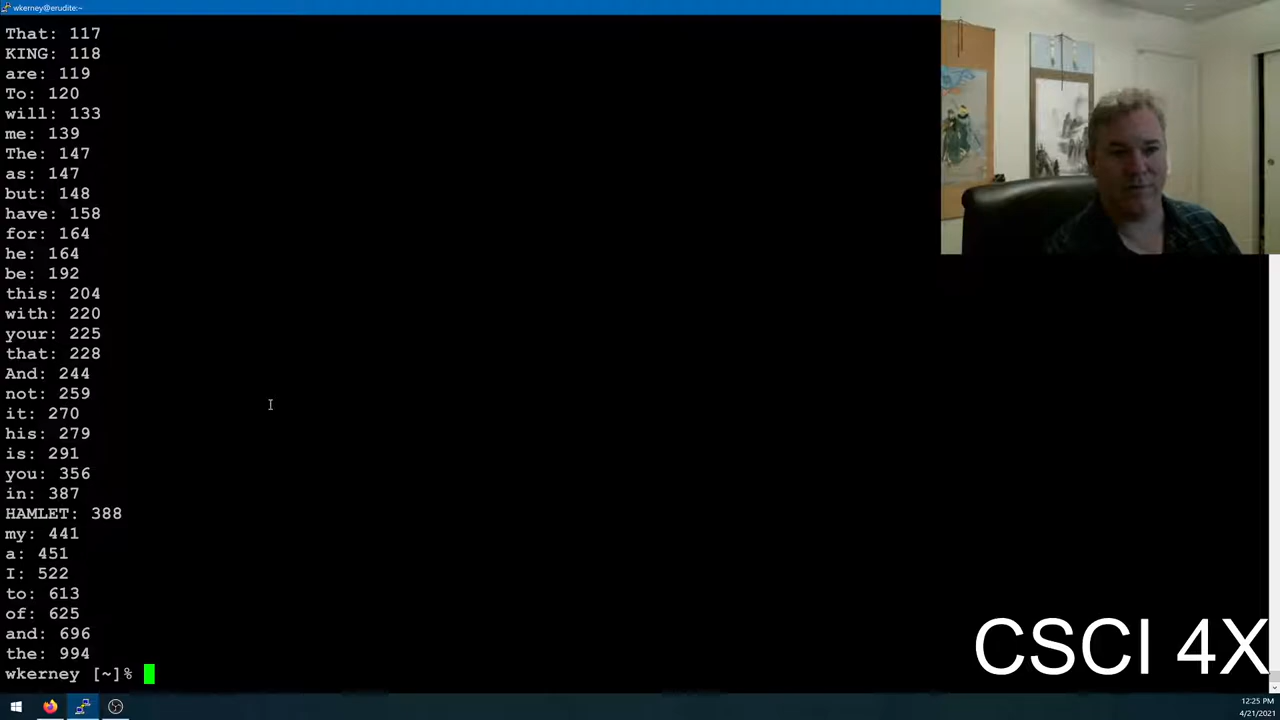 wkerney@erudite:~
That: 117
KING: 118
are: 119
To: 120
will: 133
me: 139
The: 147
as: 147
but: 148
have: 158
for: 164
he: 164
be: 192
this: 204
with: 220
your: 225
that: 228
And: 244
not: 259
it: 270
his: 279
is: 291
you: 356
in: 387
HAMLET: 388
my: 441
a: 451
I: 522
to: 613
of: 625
and: 696
the: 994
wkerney [~]%
CSCI 4X
12:25 PM
4/21/2021